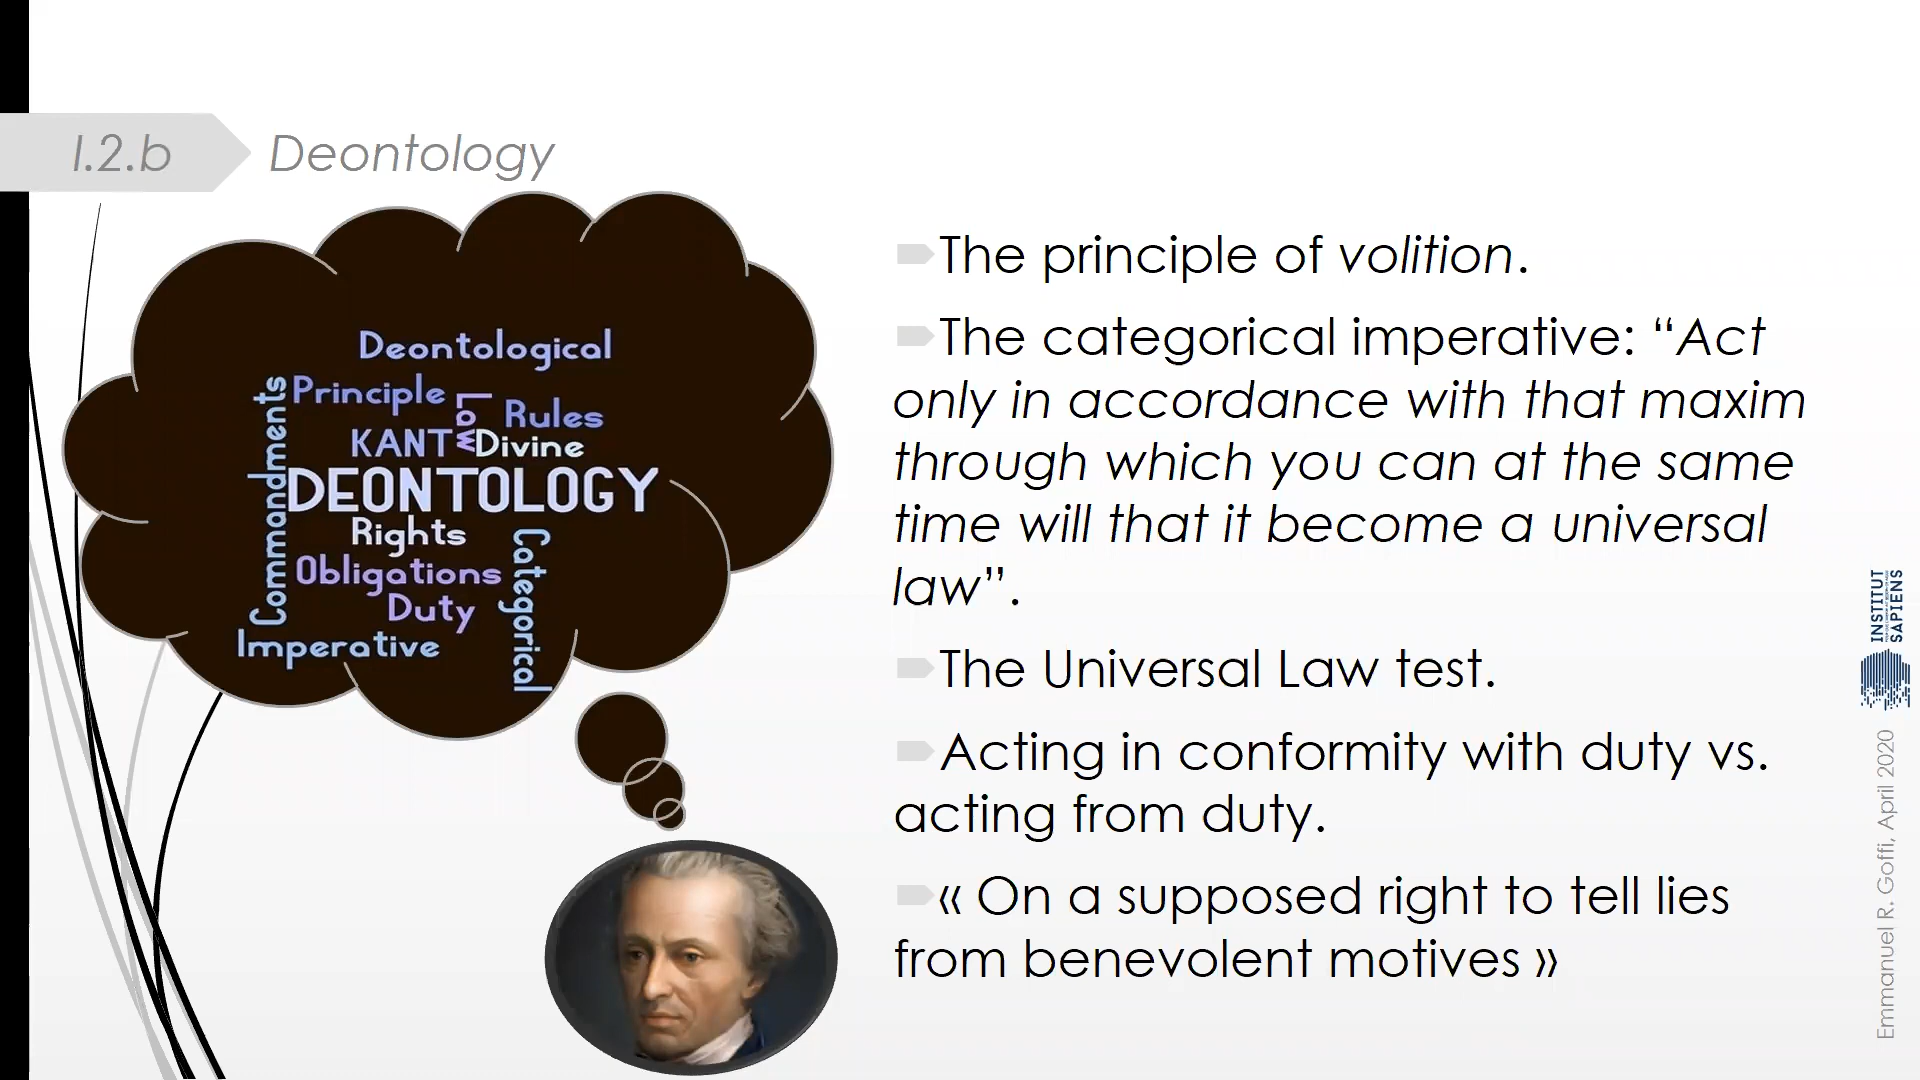 I.2.b
Deontology
Deontological
Principle
Law
Rules
Commandments
KANT
Divine
DEONTOLOGY
Rights
Categorical
Obligations
Duty
Imperative
The principle of volition.
The categorical imperative: “Act
only in accordance with that maxim
through which you can at the same
time will that it become a universal
law”.
The Universal Law test.
Acting in conformity with duty vs.
acting from duty.
« On a supposed right to tell lies
from benevolent motives »
INSTITUT
SAPIENS
Emmanuel R. Goffi, April 2020